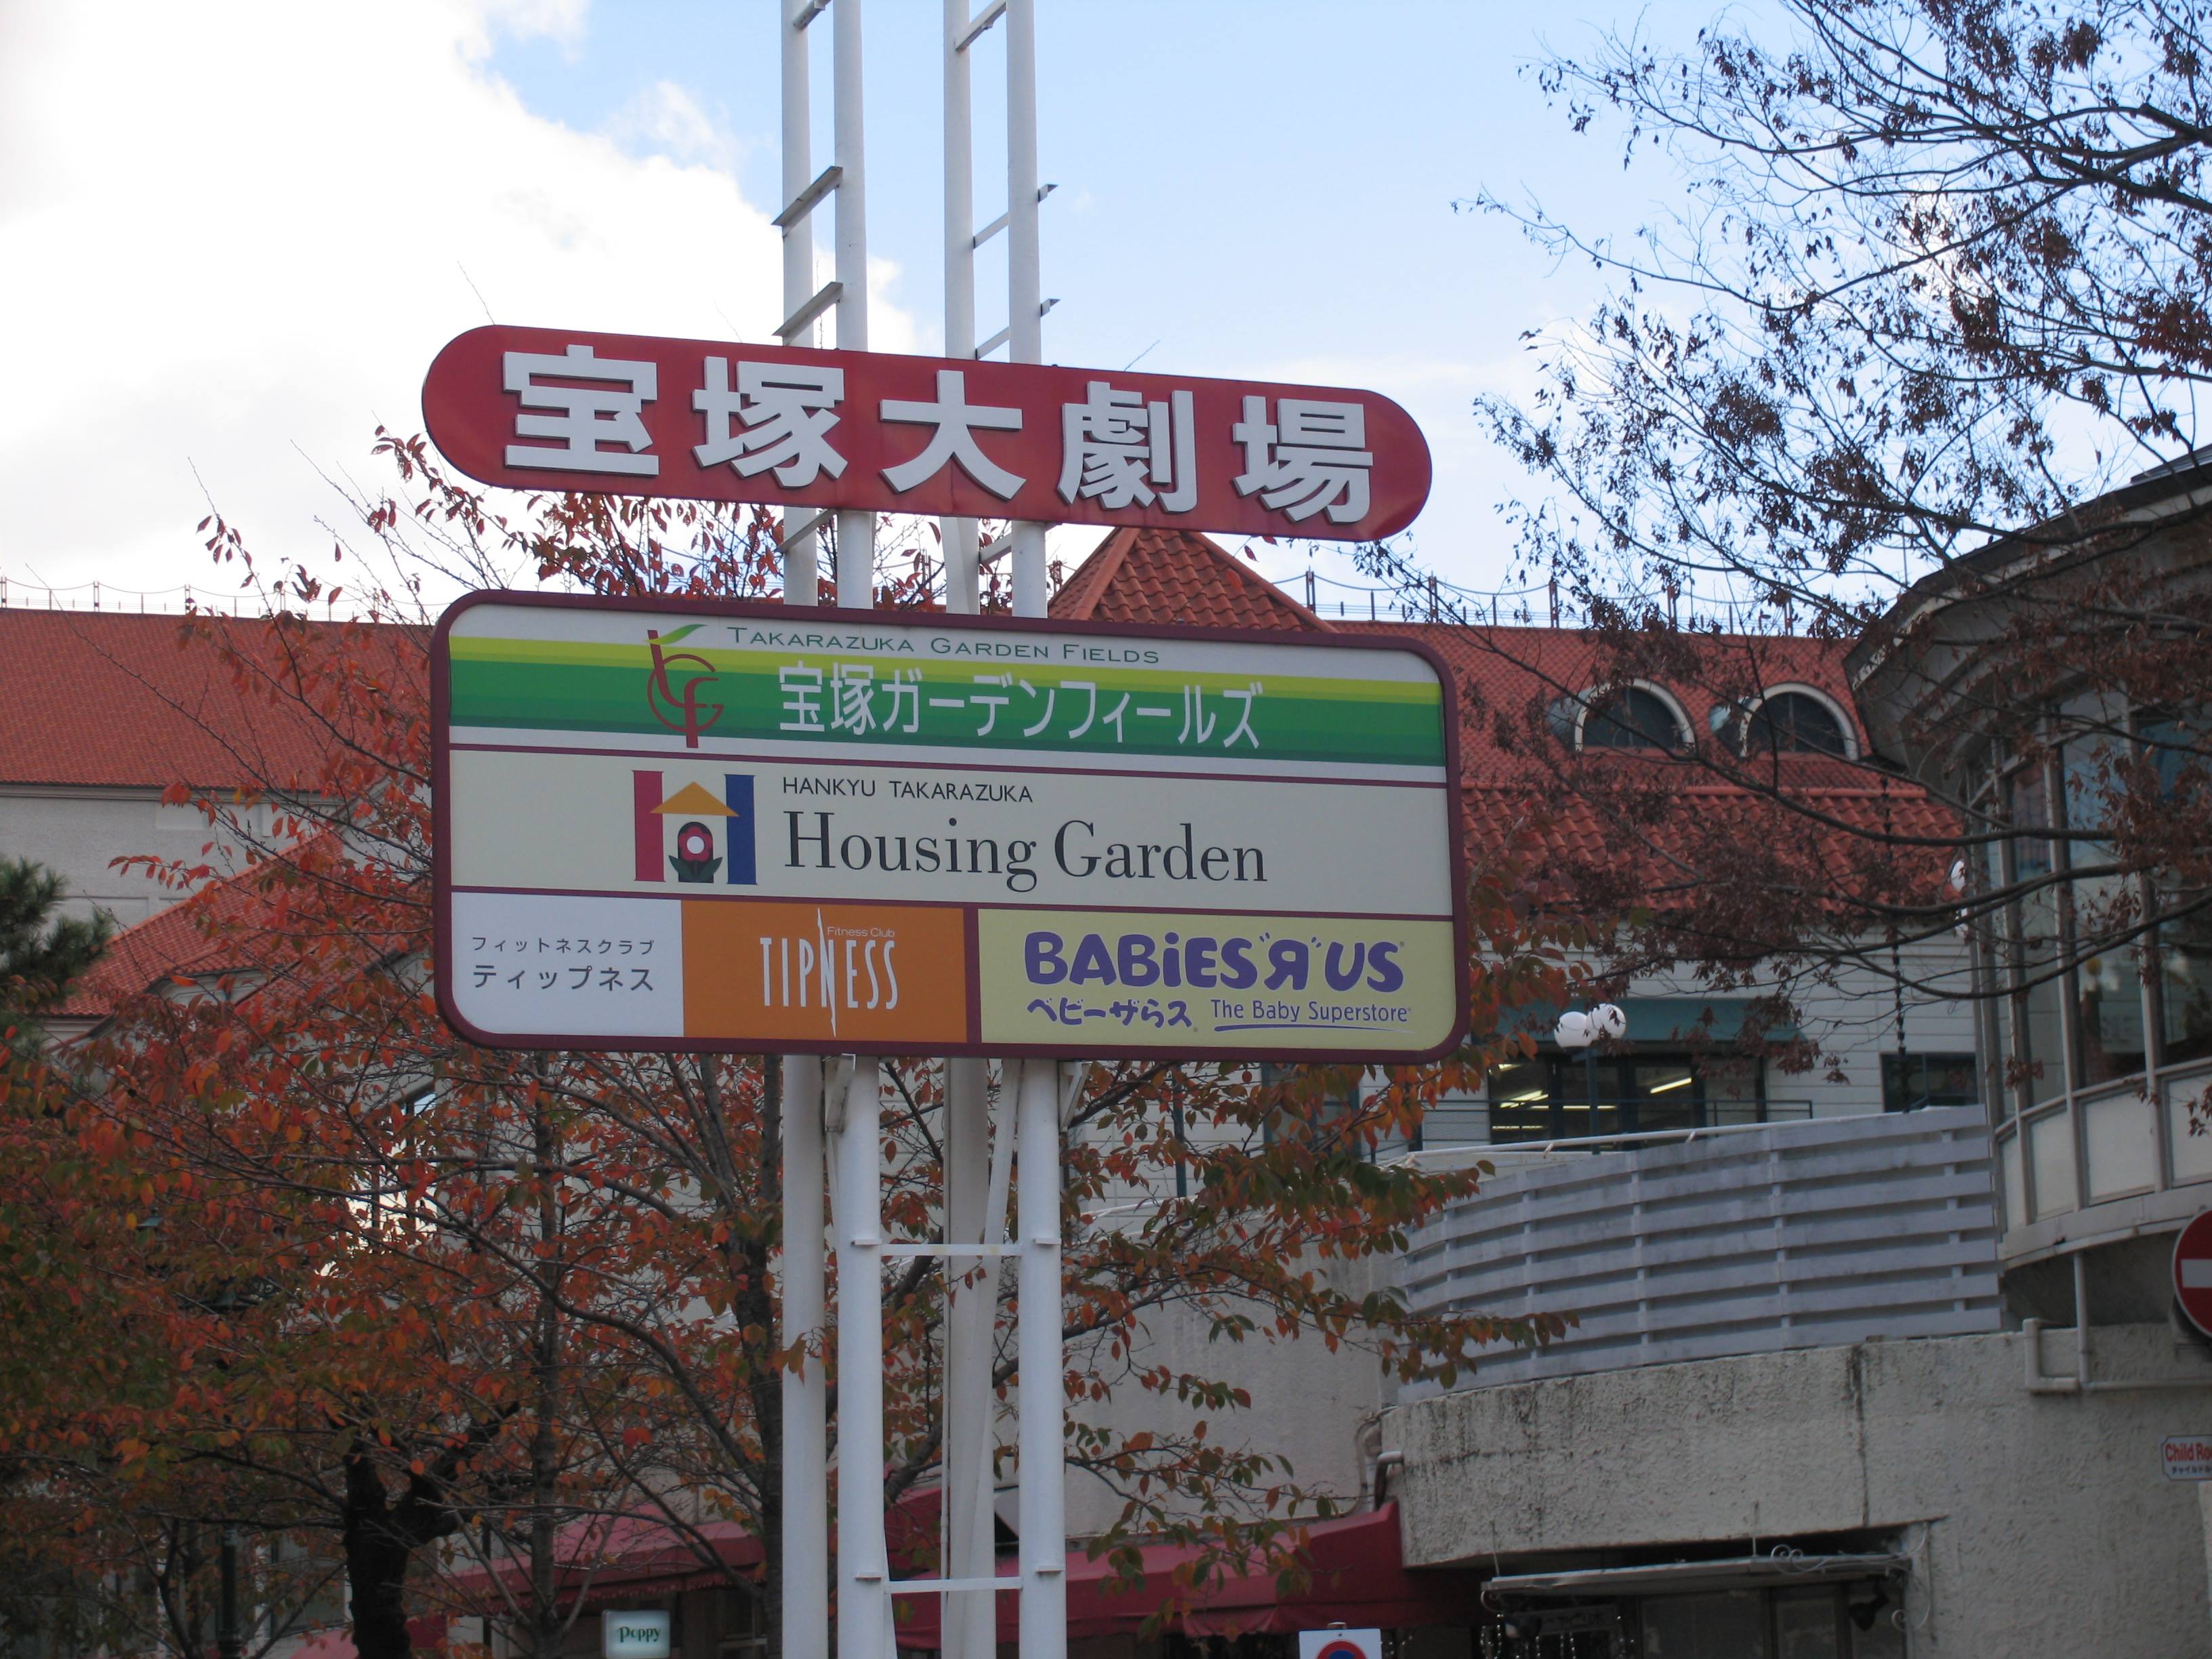 宝塚大劇場
TAKARAZUKA GARDEN FIELDS
宝塚ガーデンフィールズ
HANKYU TAKARAZUKA
Housing Garden
フィットネスクラブ
ティップネス
Fitness Club
TIPNESS
BABiES"R"US
ベビーザらス
The Baby Superstore
Child
Poppy